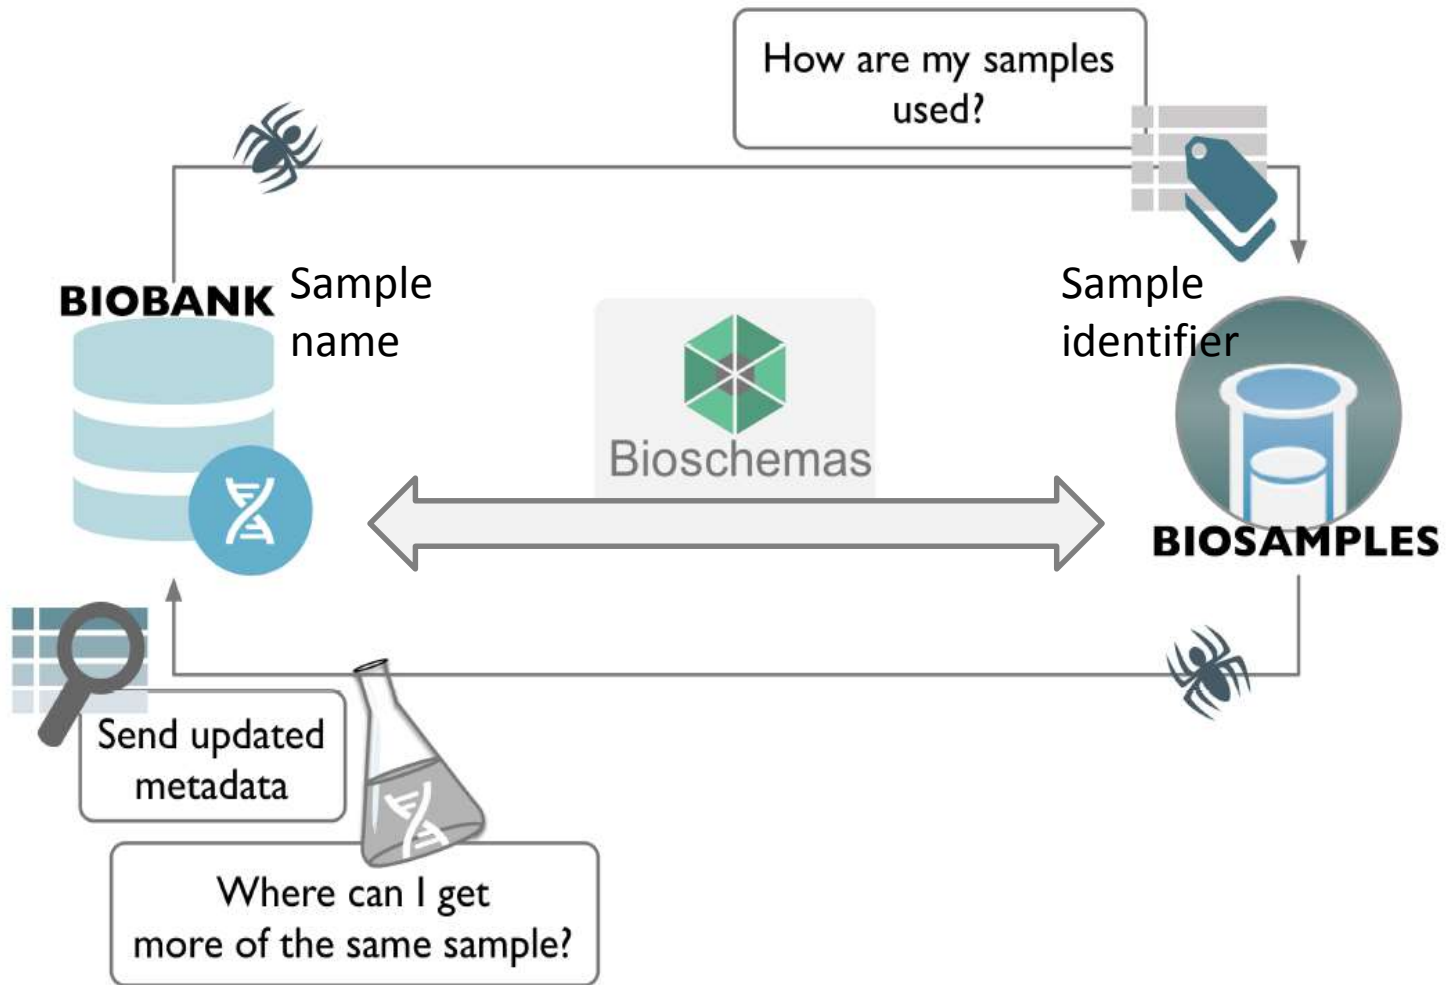 How are my samples
used?
BIOBANK
Sample
name
Sample
identifier
Bioschemas
BIOSAMPLES
Send updated
metadata
Where can I get
more of the same sample?